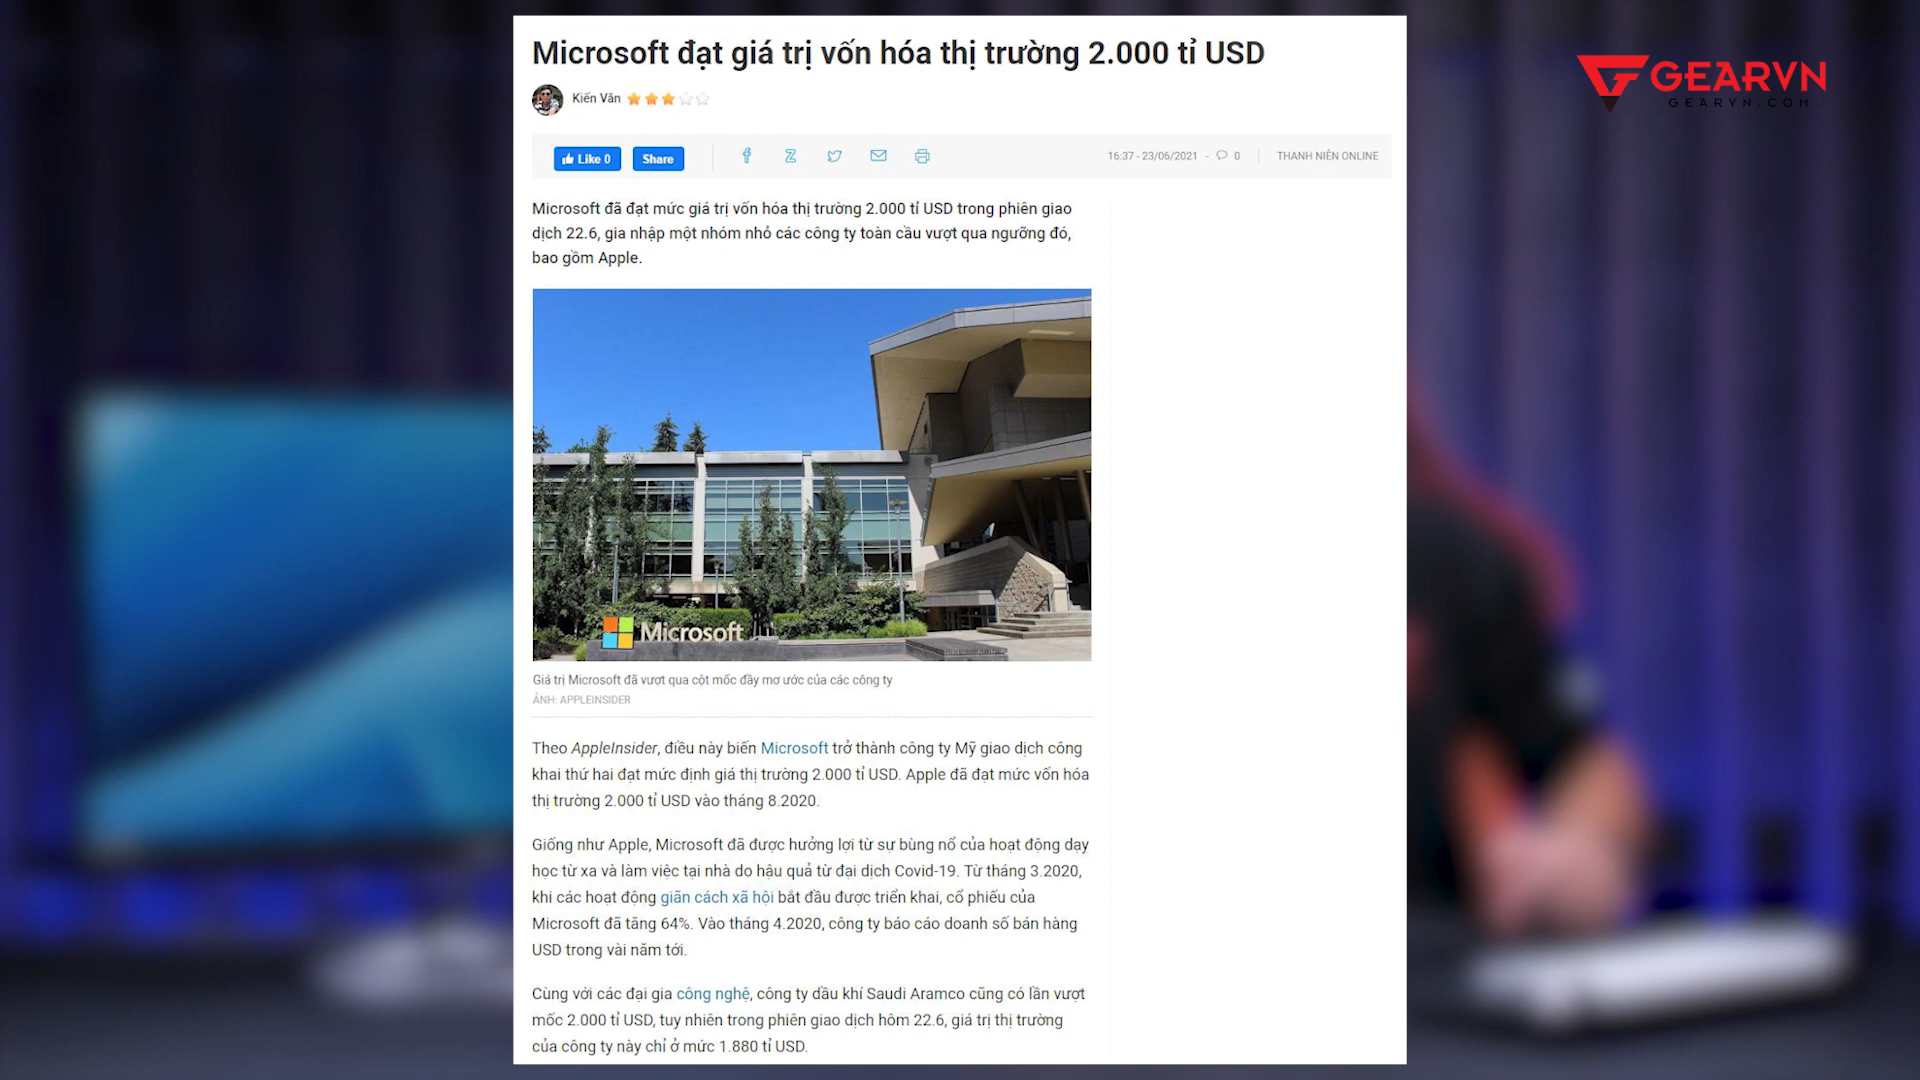 Microsoft đạt giá trị vốn hóa thị trường 2.000 tỉ USD
GEARVN
GEARVN.COM
Kiến Văn
Like 0
Share
16:37 - 23/06/2021 - 0
THANH NIÊN ONLINE
Microsoft đã đạt mức giá trị vốn hóa thị trường 2.000 tỉ USD trong phiên giao
dịch 22.6, gia nhập một nhóm nhỏ các công ty toàn cầu vượt qua ngưỡng đó,
bao gồm Apple.
Microsoft
Giá trị Microsoft đã vượt qua cột mốc đầy mơ ước của các công ty
ẢNH: APPLEINSIDER
Theo AppleInsider, điều này biến Microsoft trở thành công ty Mỹ giao dịch công
khai thứ hai đạt mức định giá thị trường 2.000 tỉ USD. Apple đã đạt mức vốn hóa
thị trường 2.000 tỉ USD vào tháng 8.2020.
Giống như Apple, Microsoft đã được hưởng lợi từ sự bùng nổ của hoạt động dạy
học từ xa và làm việc tại nhà do hậu quả từ đại dịch Covid-19. Từ tháng 3.2020,
khi các hoạt động giãn cách xã hội bắt đầu được triển khai, cổ phiếu của
Microsoft đã tăng 64%. Vào tháng 4.2020, công ty báo cáo doanh số bán hàng
USD trong vài năm tới.
Cùng với các đại gia công nghệ, công ty dầu khí Saudi Aramco cũng có lần vượt
mốc 2.000 tỉ USD, tuy nhiên trong phiên giao dịch hôm 22.6, giá trị thị trường
của công ty này chỉ ở mức 1.880 tỉ USD.